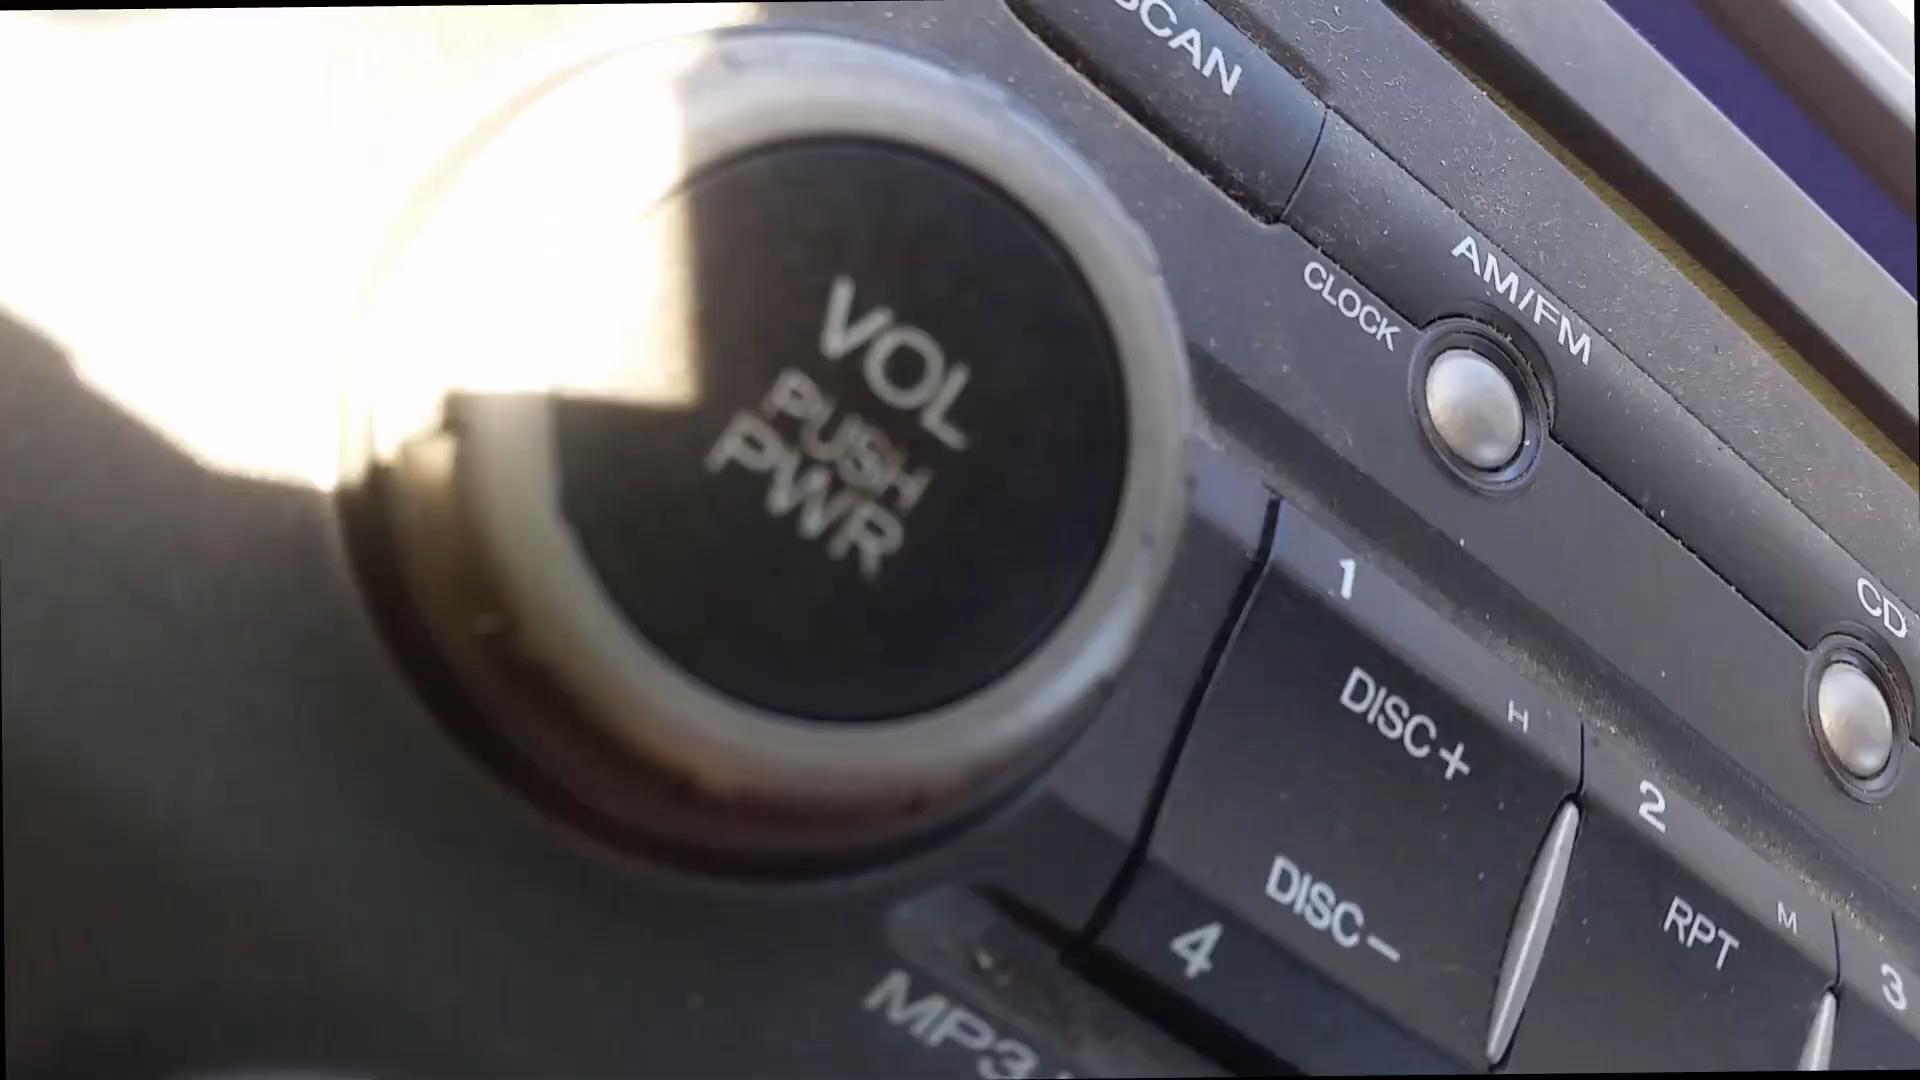 SCAN
AM/FM
CLOCK
CD
VOL
PUSH
PWR
1
DISC+
H
2
DISC-
RPT
M
4
3
MP3